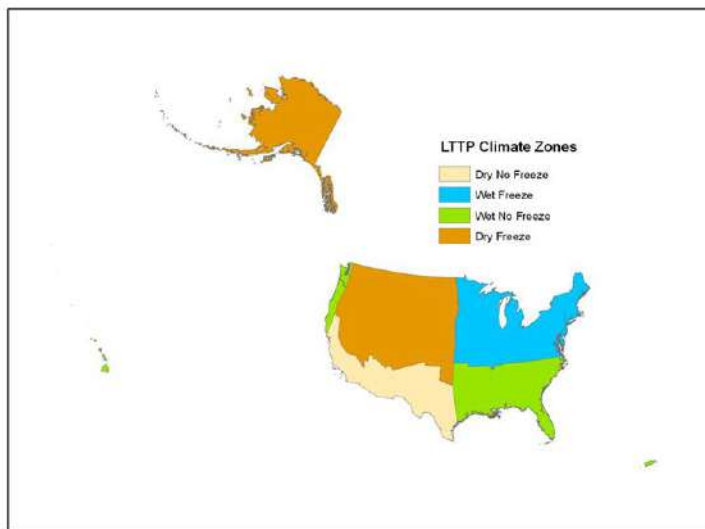 LTTP Climate Zones
Dry No Freeze
Wet Freeze
Wet No Freeze
Dry Freeze